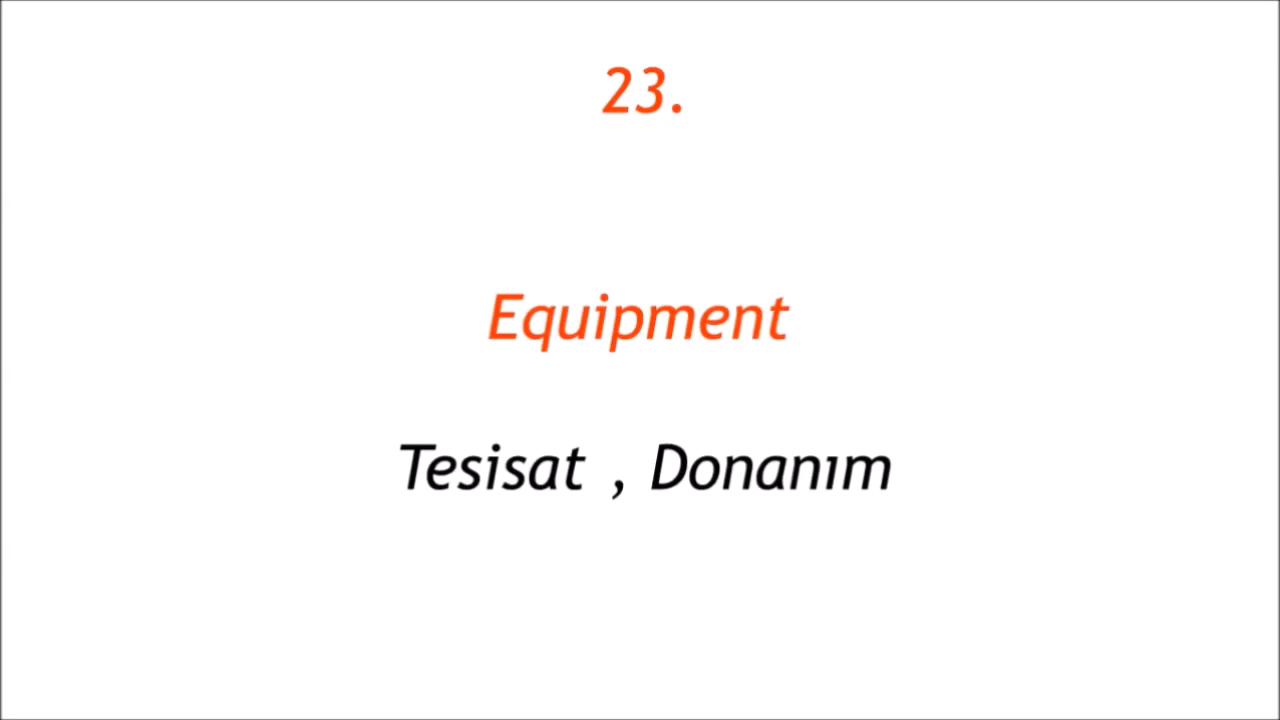 23.
Equipment
Tesisat , Donanım